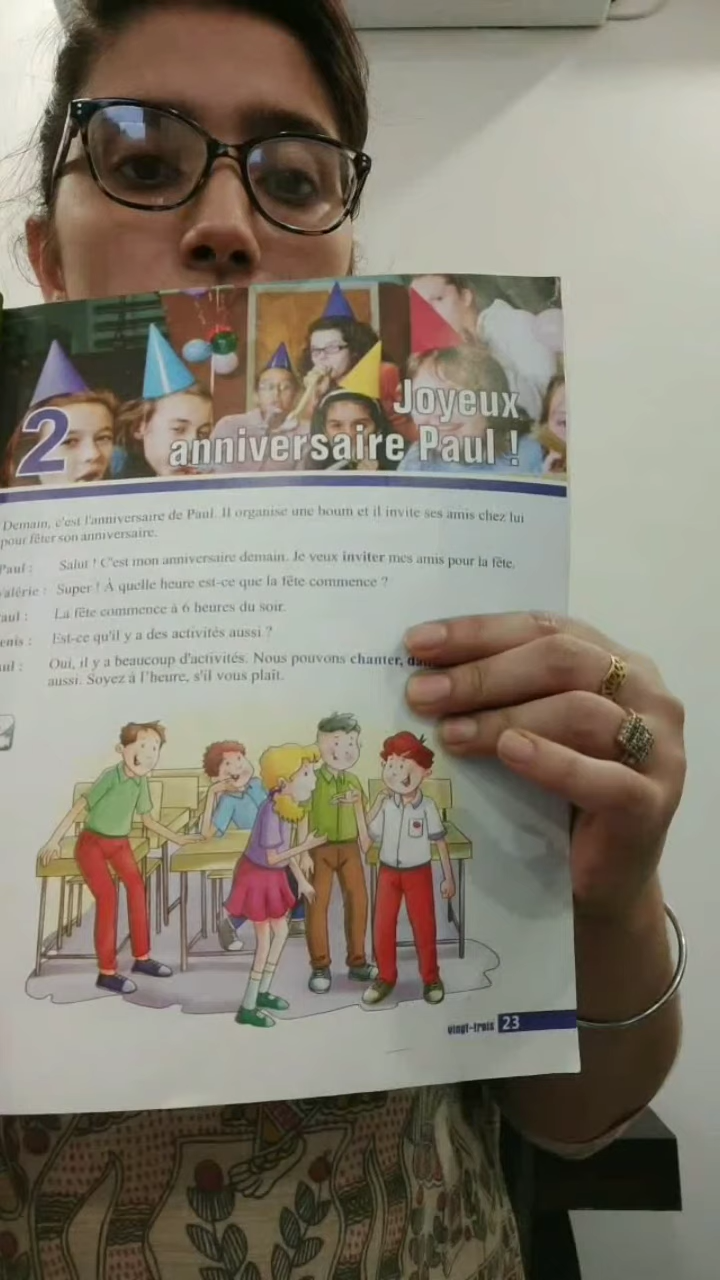 2
Joyeux
anniversaire Paul !
Demain, c'est l'anniversaire de Paul. Il organise une boum et il invite ses amis chez lui
pour fêter son anniversaire.
Paul : Salut ! C'est mon anniversaire demain. Je veux inviter mes amis pour la fête.
alérie : Super ! À quelle heure est-ce que la fête commence ?
aul : La fête commence à 6 heures du soir.
enis : Est-ce qu'il y a des activités aussi ?
ul : Oui, il y a beaucoup d'activités. Nous pouvons chanter,
aussi. Soyez à l'heure, s'il vous plaît.
vingt-trois 23